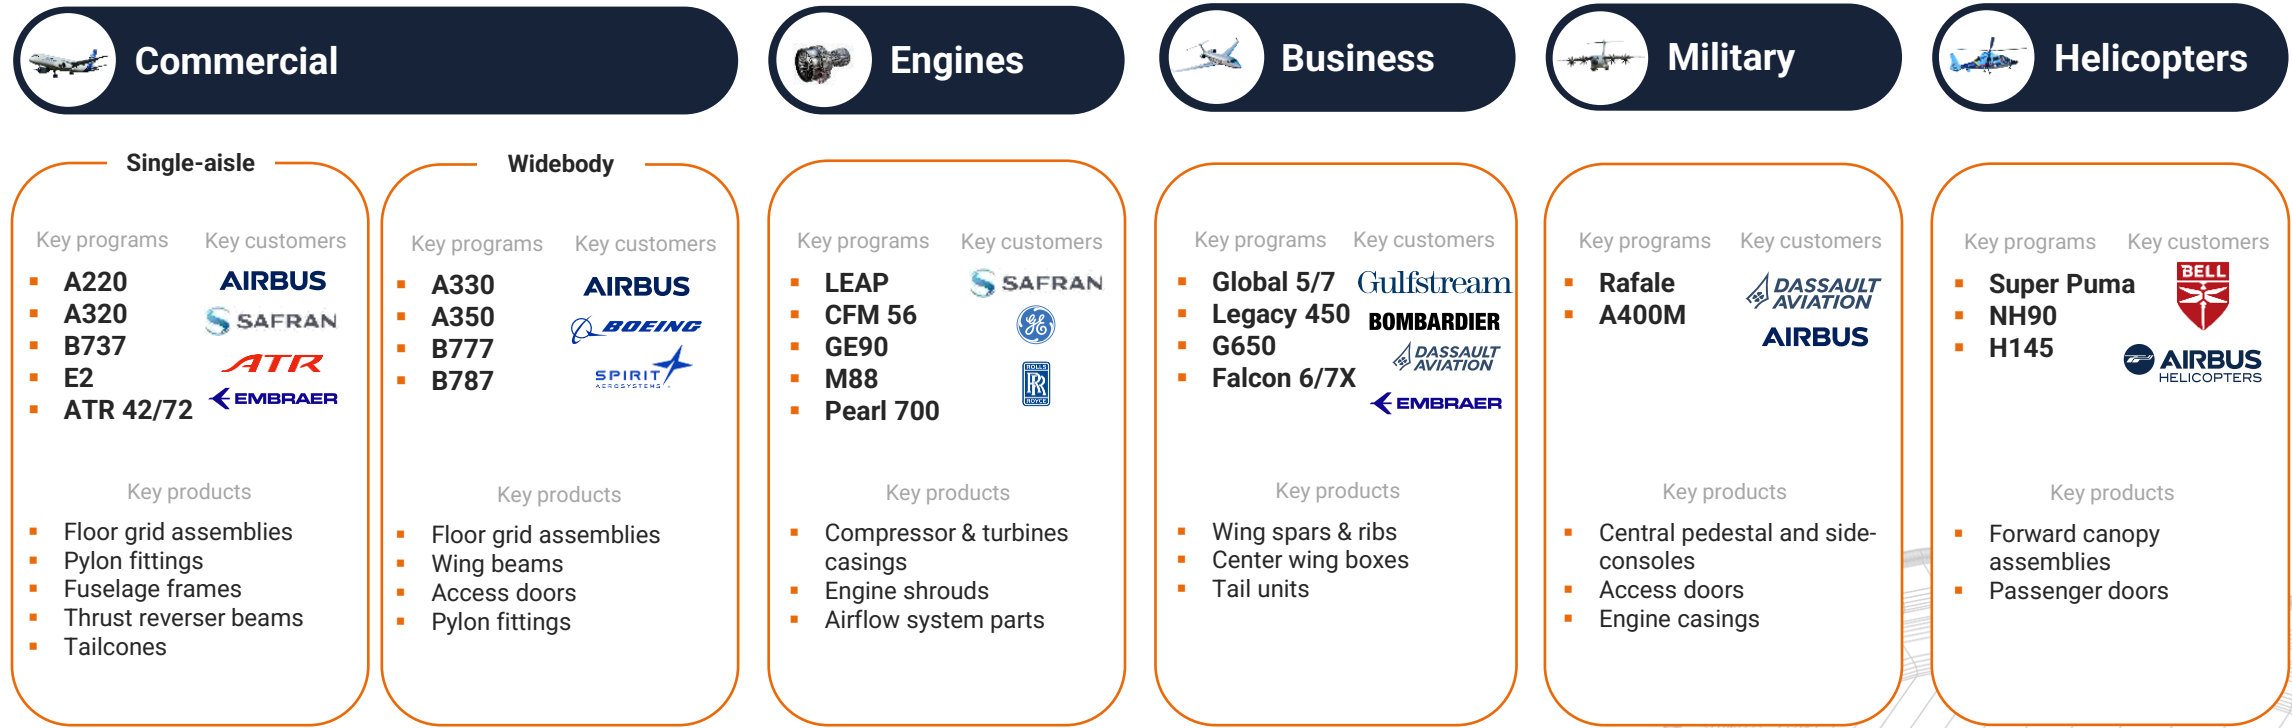 Commercial
Engines
Business
Military
Helicopters
Single-aisle
Key programs
Key customers
A220
A320
B737
E2
ATR 42/72
AIRBUS
SAFRAN
ATR
EMBRAER
Key products
Floor grid assemblies
Pylon fittings
Fuselage frames
Thrust reverser beams
Tailcones
Widebody
Key programs
Key customers
A330
A350
B777
B787
AIRBUS
BOEING
SPIRIT
AEROSYSTEMS
Key products
Floor grid assemblies
Wing beams
Access doors
Pylon fittings
Key programs
Key customers
LEAP
CFM 56
GE90
M88
Pearl 700
SAFRAN
GE
ROLLS
RR
ROYCE
Key products
Compressor & turbines
casings
Engine shrouds
Airflow system parts
Key programs
Key customers
Global 5/7
Legacy 450
G650
Falcon 6/7X
Gulfstream
BOMBARDIER
DASSAULT
AVIATION
EMBRAER
Key products
Wing spars & ribs
Center wing boxes
Tail units
Key programs
Key customers
Rafale
A400M
DASSAULT
AVIATION
AIRBUS
Key products
Central pedestal and side-
consoles
Access doors
Engine casings
Key programs
Key customers
Super Puma
NH90
H145
BELL
AIRBUS
HELICOPTERS
Key products
Forward canopy
assemblies
Passenger doors